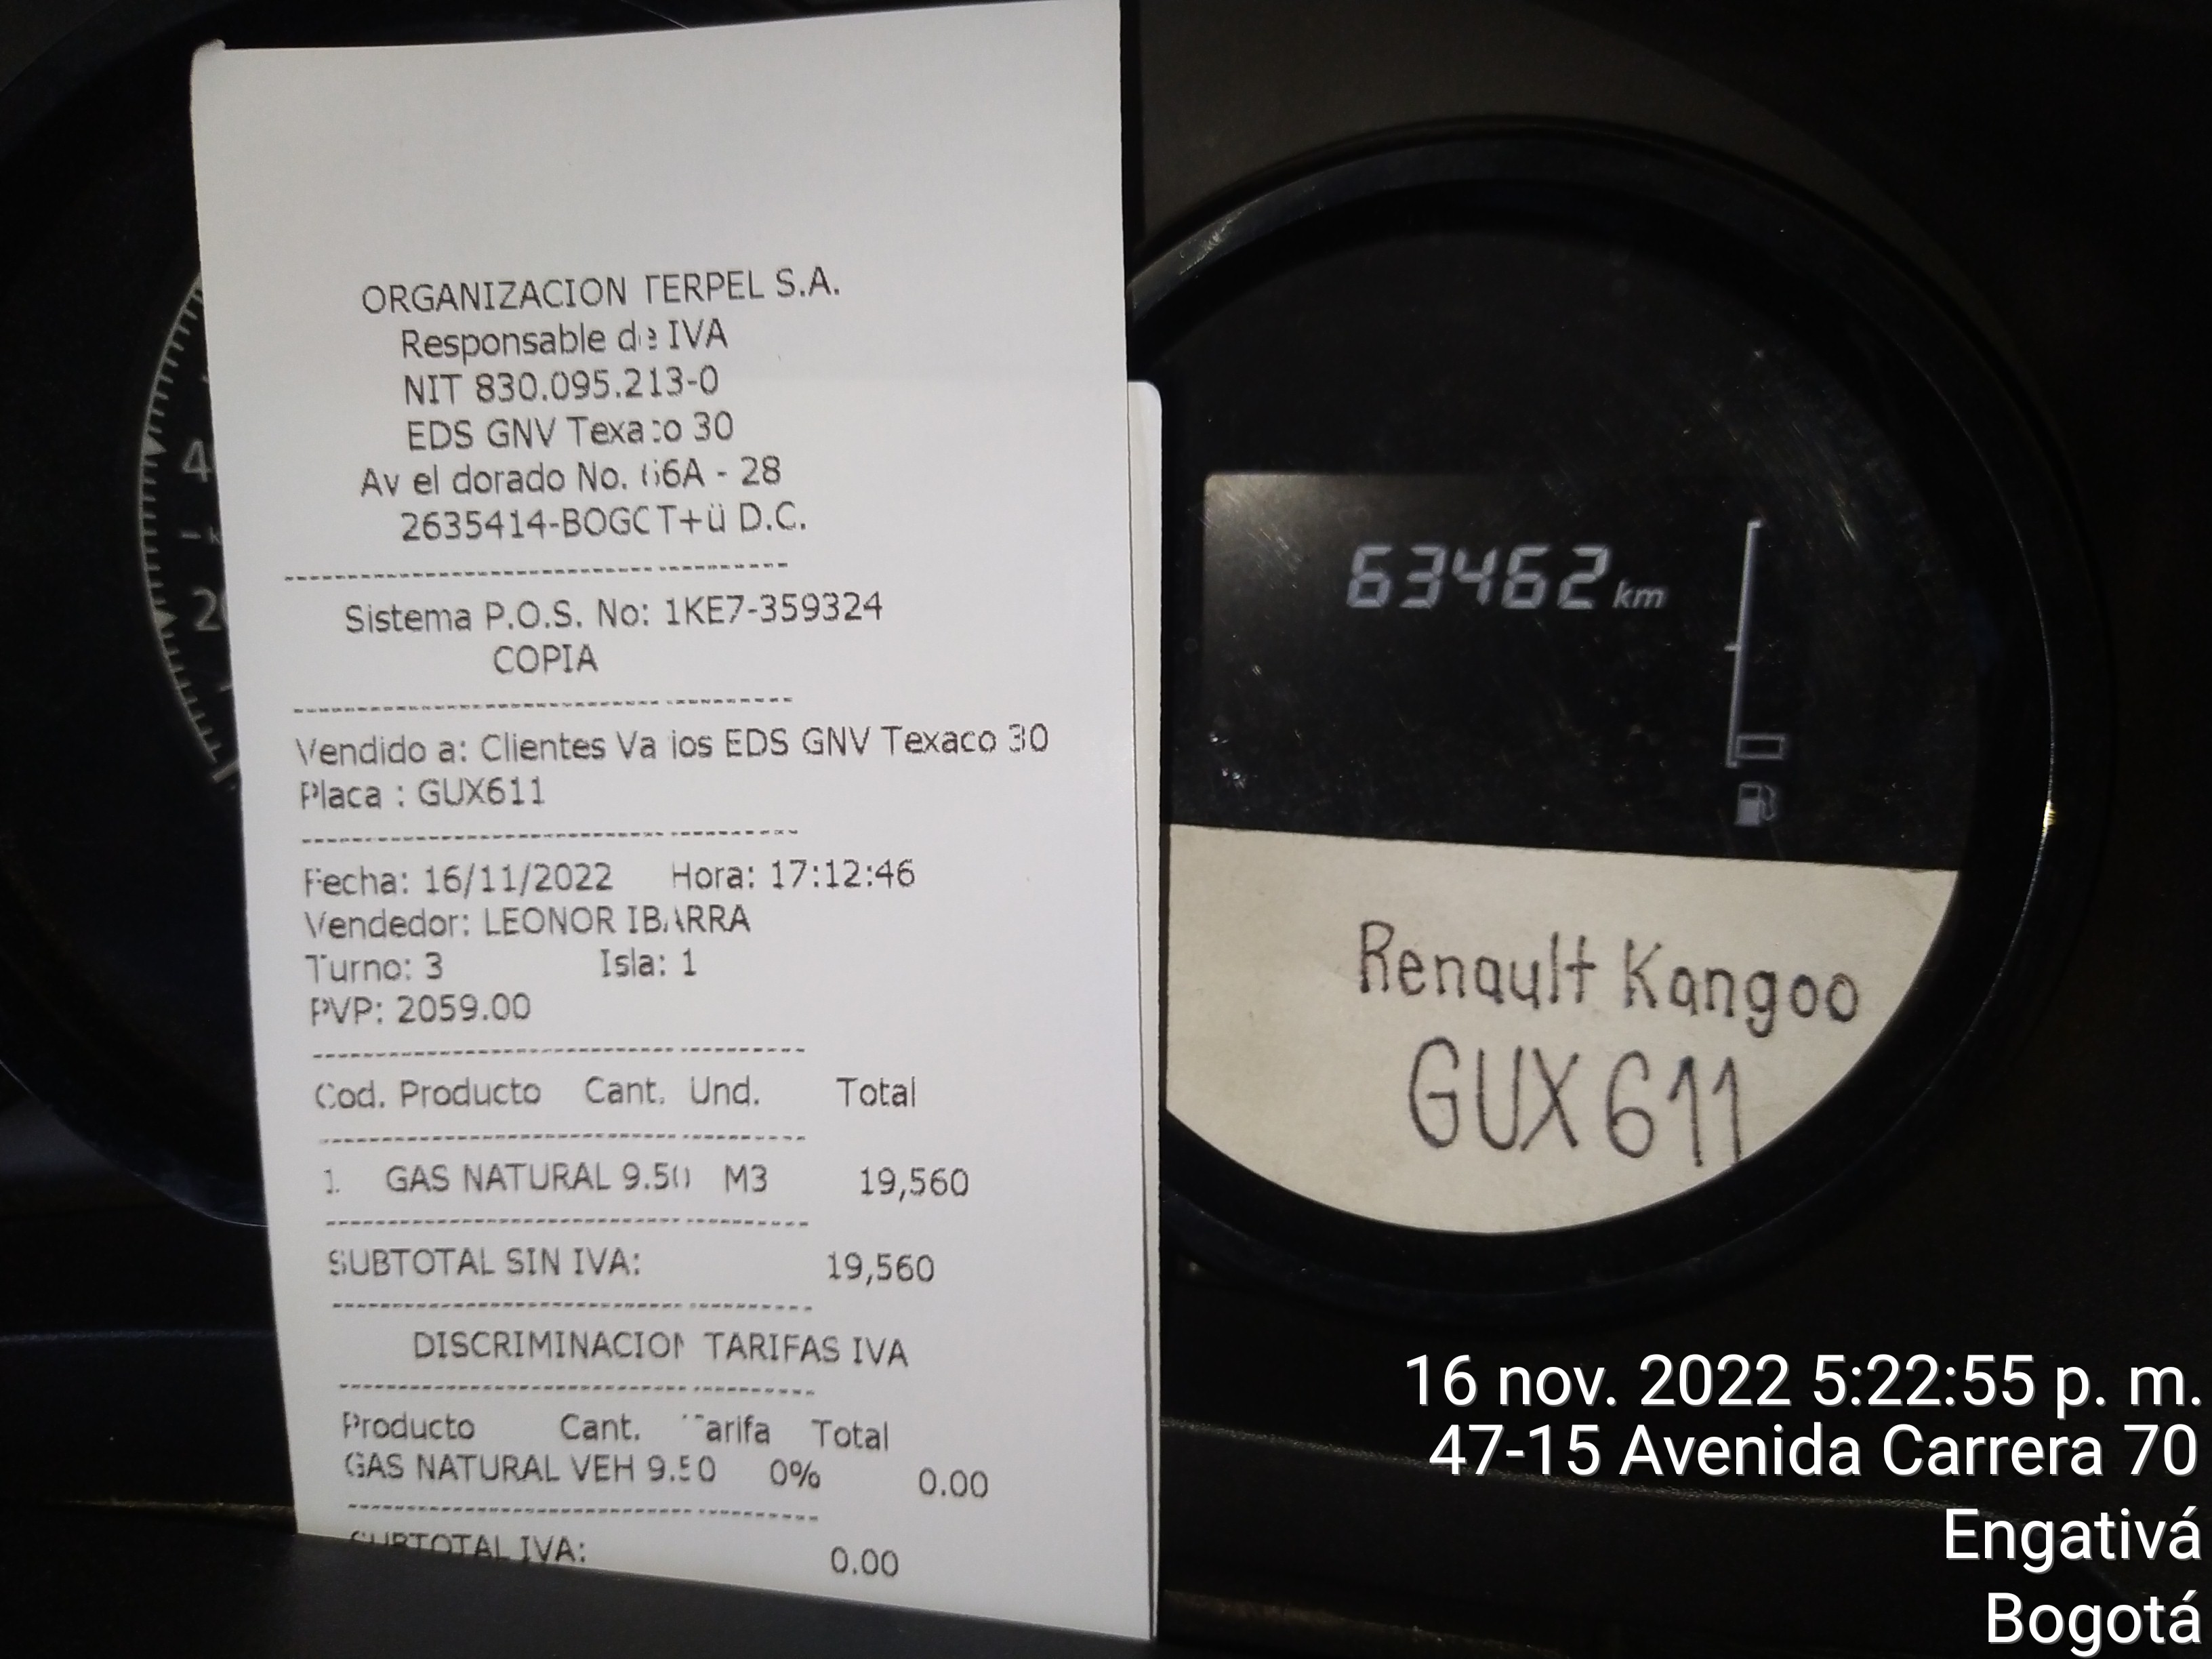 ORGANIZACION TERPEL S.A.
Responsable de IVA
NIT 830.095.213-0
EDS GNV Texaco 30
Av el dorado No. 66A - 28
2635414-BOGOT+ü D.C.
Sistema P.O.S. No: 1KE7-359324
COPIA
Vendido a: Clientes Varios EDS GNV Texaco 30
Placa : GUX611
Fecha: 16/11/2022 Hora: 17:12:46
Vendedor: LEONOR IBARRA
Turno: 3 Isla: 1
PVP: 2059.00
Cod. Producto Cant. Und. Total
1. GAS NATURAL 9.50 M3 19,560
SUBTOTAL SIN IVA: 19,560
DISCRIMINACION TARIFAS IVA
Producto Cant. Tarifa Total
GAS NATURAL VEH 9.50 0% 0.00
SUBTOTAL IVA: 0.00
63462 km
Renault Kangoo
GUX611
16 nov. 2022 5:22:55 p. m.
47-15 Avenida Carrera 70
Engativá
Bogotá